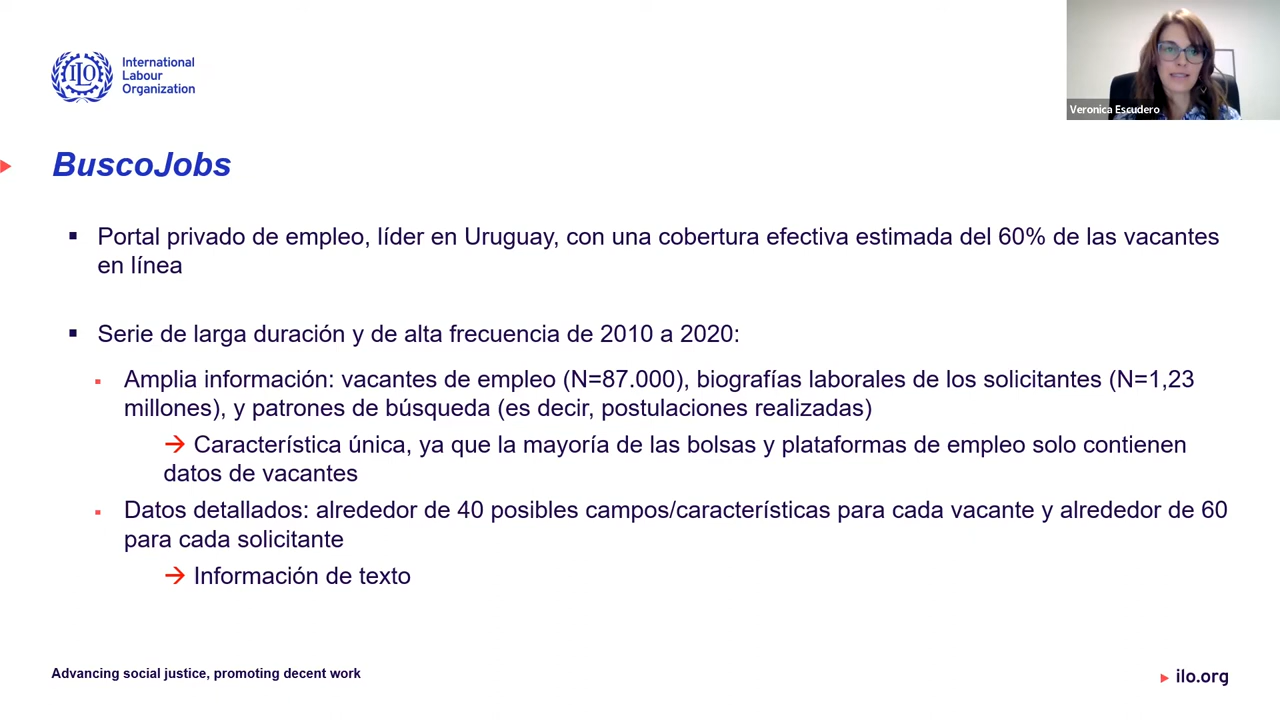 ILO
International
Labour
Organization
Veronica Escudero
BuscoJobs
▪ Portal privado de empleo, líder en Uruguay, con una cobertura efectiva estimada del 60% de las vacantes
en línea
▪ Serie de larga duración y de alta frecuencia de 2010 a 2020:
▪ Amplia información: vacantes de empleo (N=87.000), biografías laborales de los solicitantes (N=1,23
millones), y patrones de búsqueda (es decir, postulaciones realizadas)
→ Característica única, ya que la mayoría de las bolsas y plataformas de empleo solo contienen
datos de vacantes
▪ Datos detallados: alrededor de 40 posibles campos/características para cada vacante y alrededor de 60
para cada solicitante
→ Información de texto
Advancing social justice, promoting decent work
ilo.org